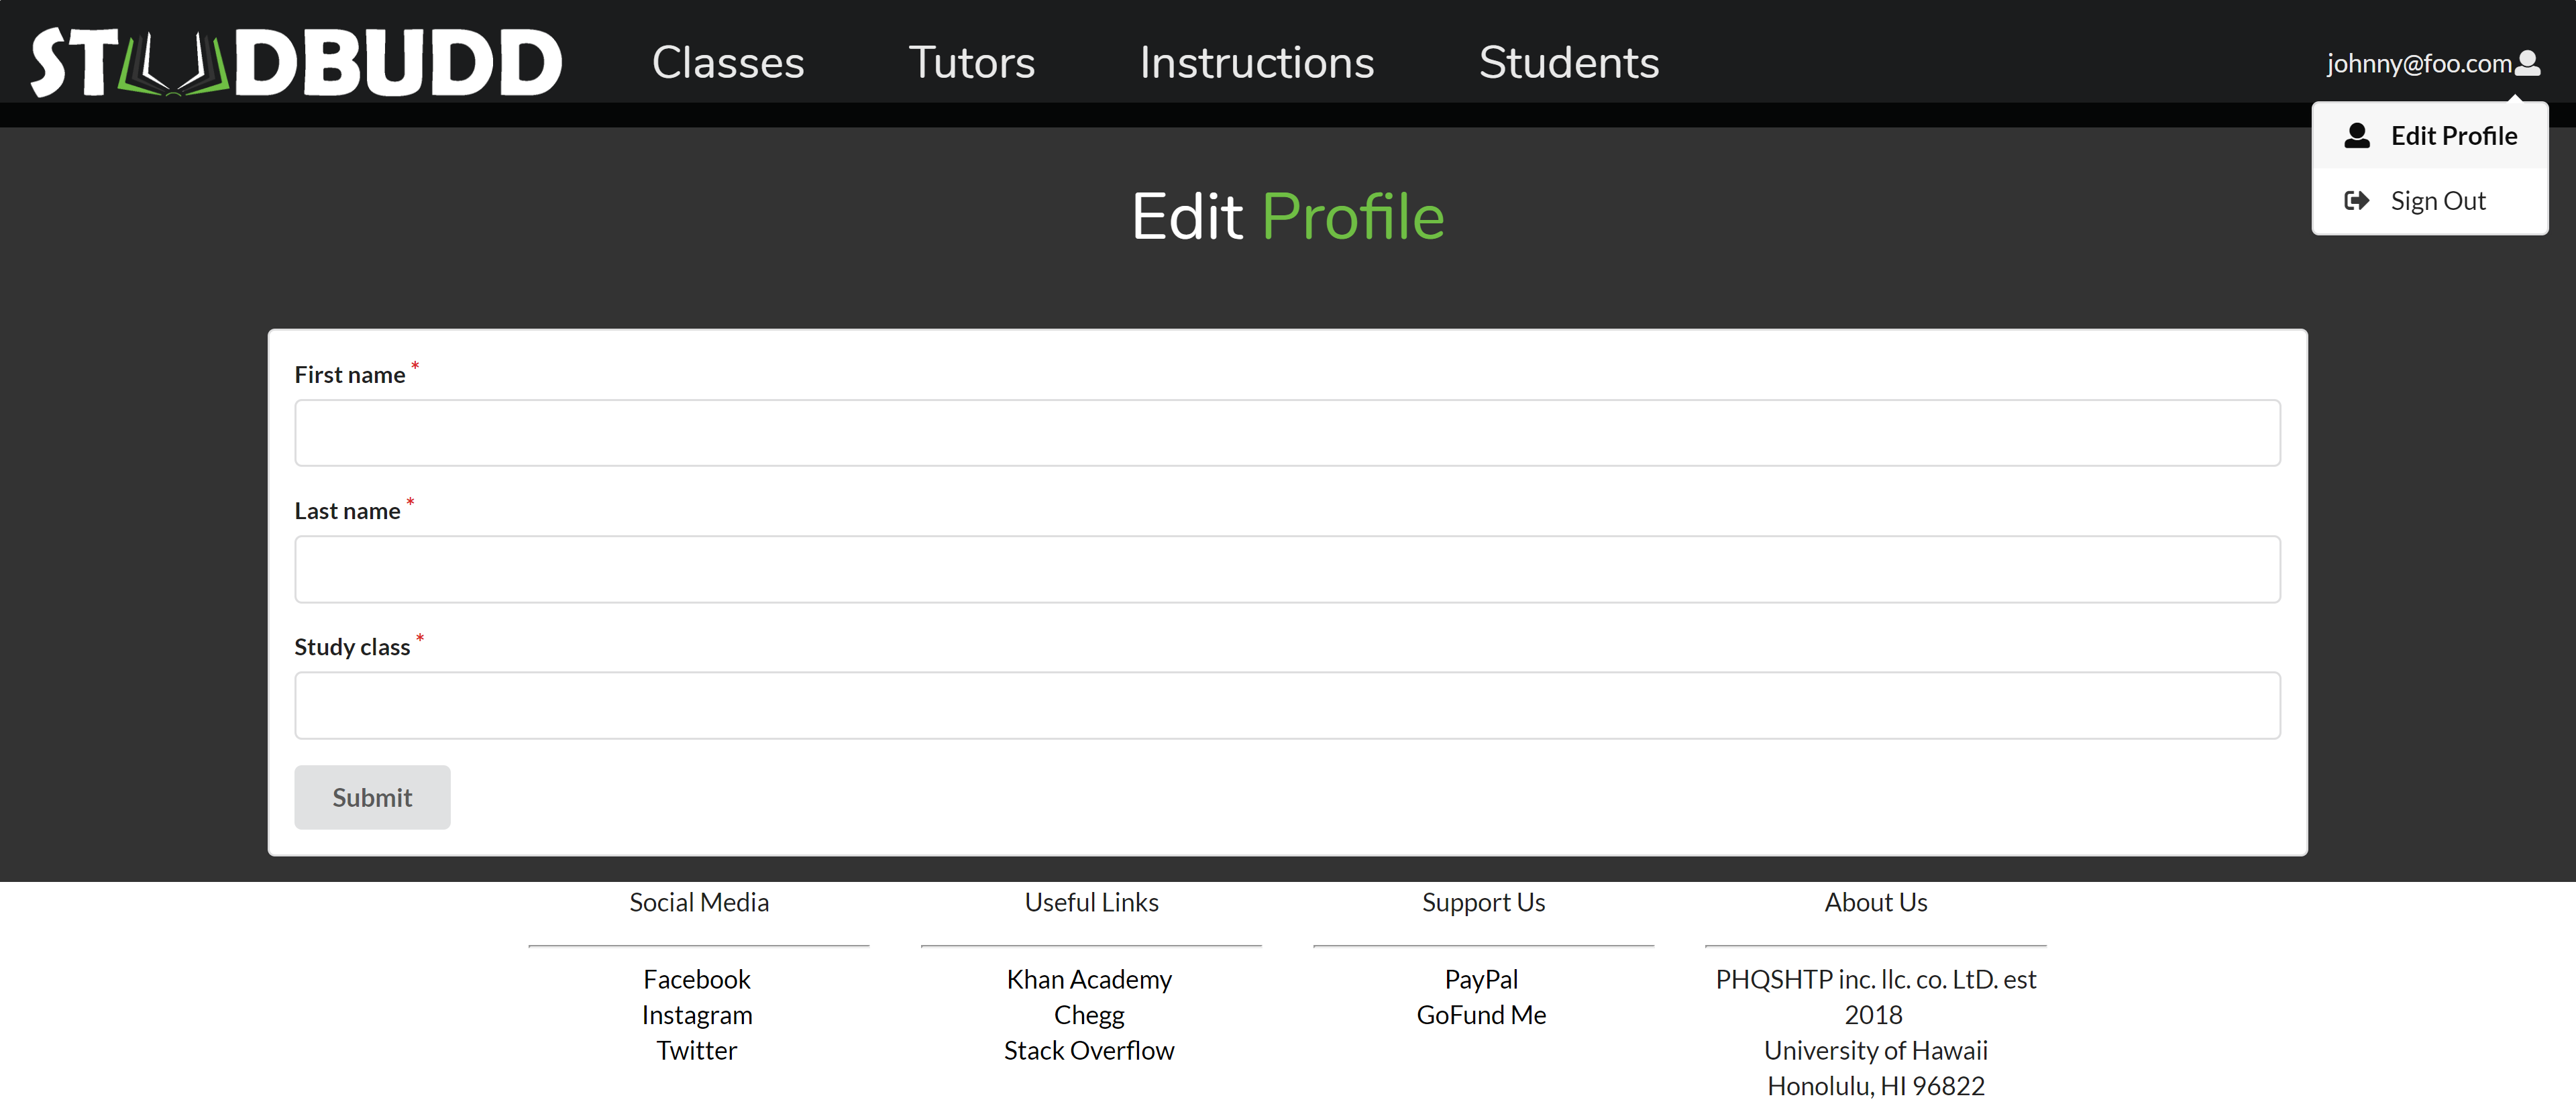 STUDBUDD Classes Tutors Instructions Students johnny@foo.com
Edit Profile
Sign Out
Edit Profile
First name *
Last name *
Study class *
Submit
Social Media
Facebook
Instagram
Twitter
Useful Links
Khan Academy
Chegg
Stack Overflow
Support Us
PayPal
GoFund Me
About Us
PHQSHTP inc. llc. co. LtD. est
2018
University of Hawaii
Honolulu, HI 96822